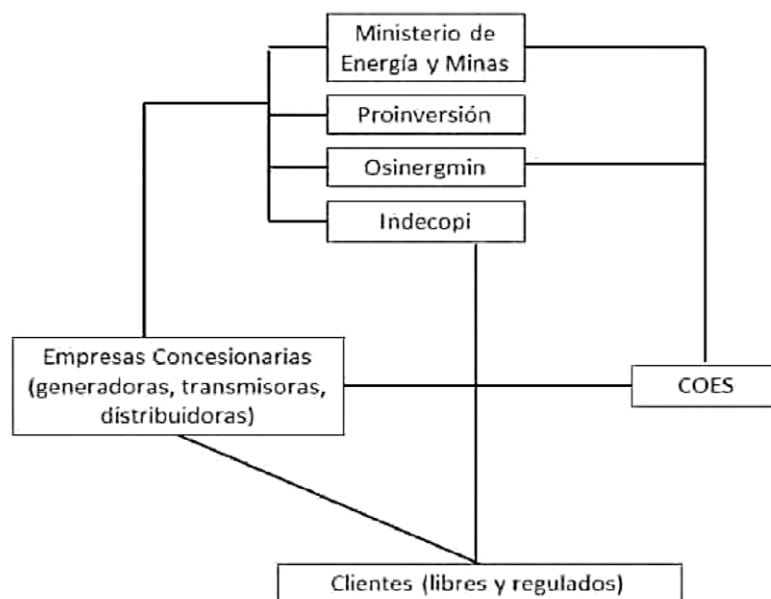 Ministerio de
Energía y Minas
Proinversión
Osinergmin
Indecopi
Empresas Concesionarias
(generadoras, transmisoras,
distribuidoras)
COES
Clientes (libres y regulados)